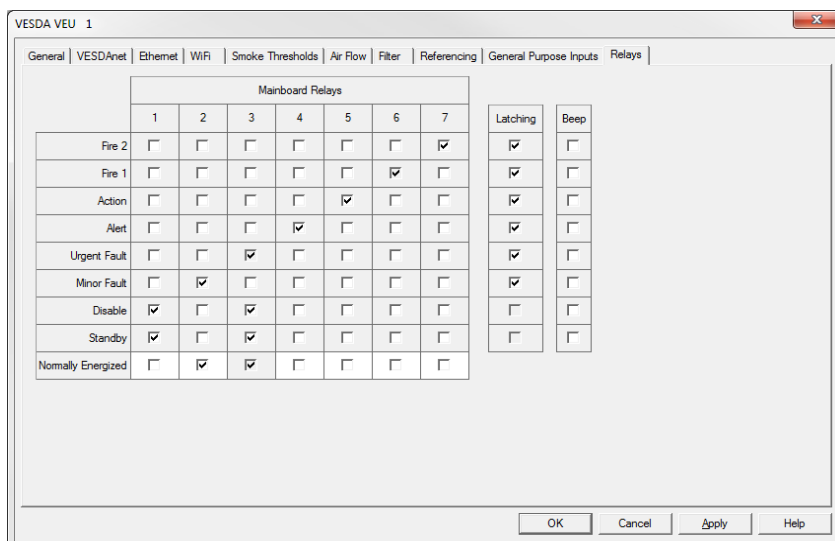 VESDA VEU 1
General VESDAnet Ethernet WiFi Smoke Thresholds Air Flow Filter Referencing General Purpose Inputs Relays
Mainboard Relays
1 2 3 4 5 6 7 Latching Beep
Fire 2
Fire 1
Action
Alert
Urgent Fault
Minor Fault
Disable
Standby
Normally Energized
OK Cancel Apply Help